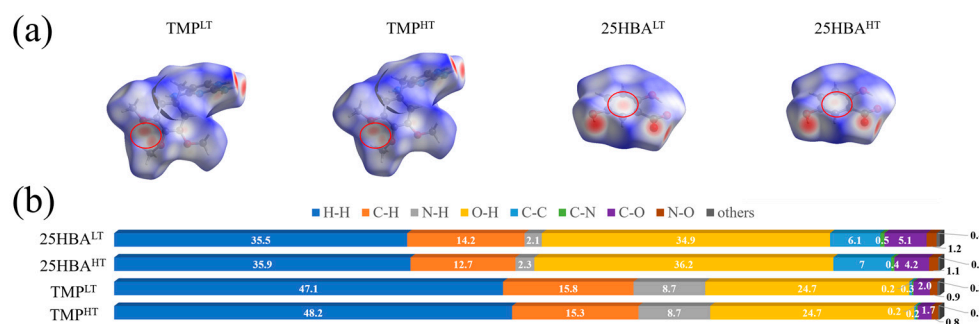 (a)
TMP^LT TMP^HT 25HBA^LT 25HBA^HT
(b)
H-H C-H N-H O-H C-C C-N C-O N-O others
25HBA^LT 35.5 14.2 2.1 34.9 6.1 0.5 5.1 1.2
25HBA^HT 35.9 12.7 2.3 36.2 7 0.4 4.2 1.1
TMP^LT 47.1 15.8 8.7 24.7 0.2 0.3 2.0 0.9
TMP^HT 48.2 15.3 8.7 24.7 0.2 0.2 1.7 0.8